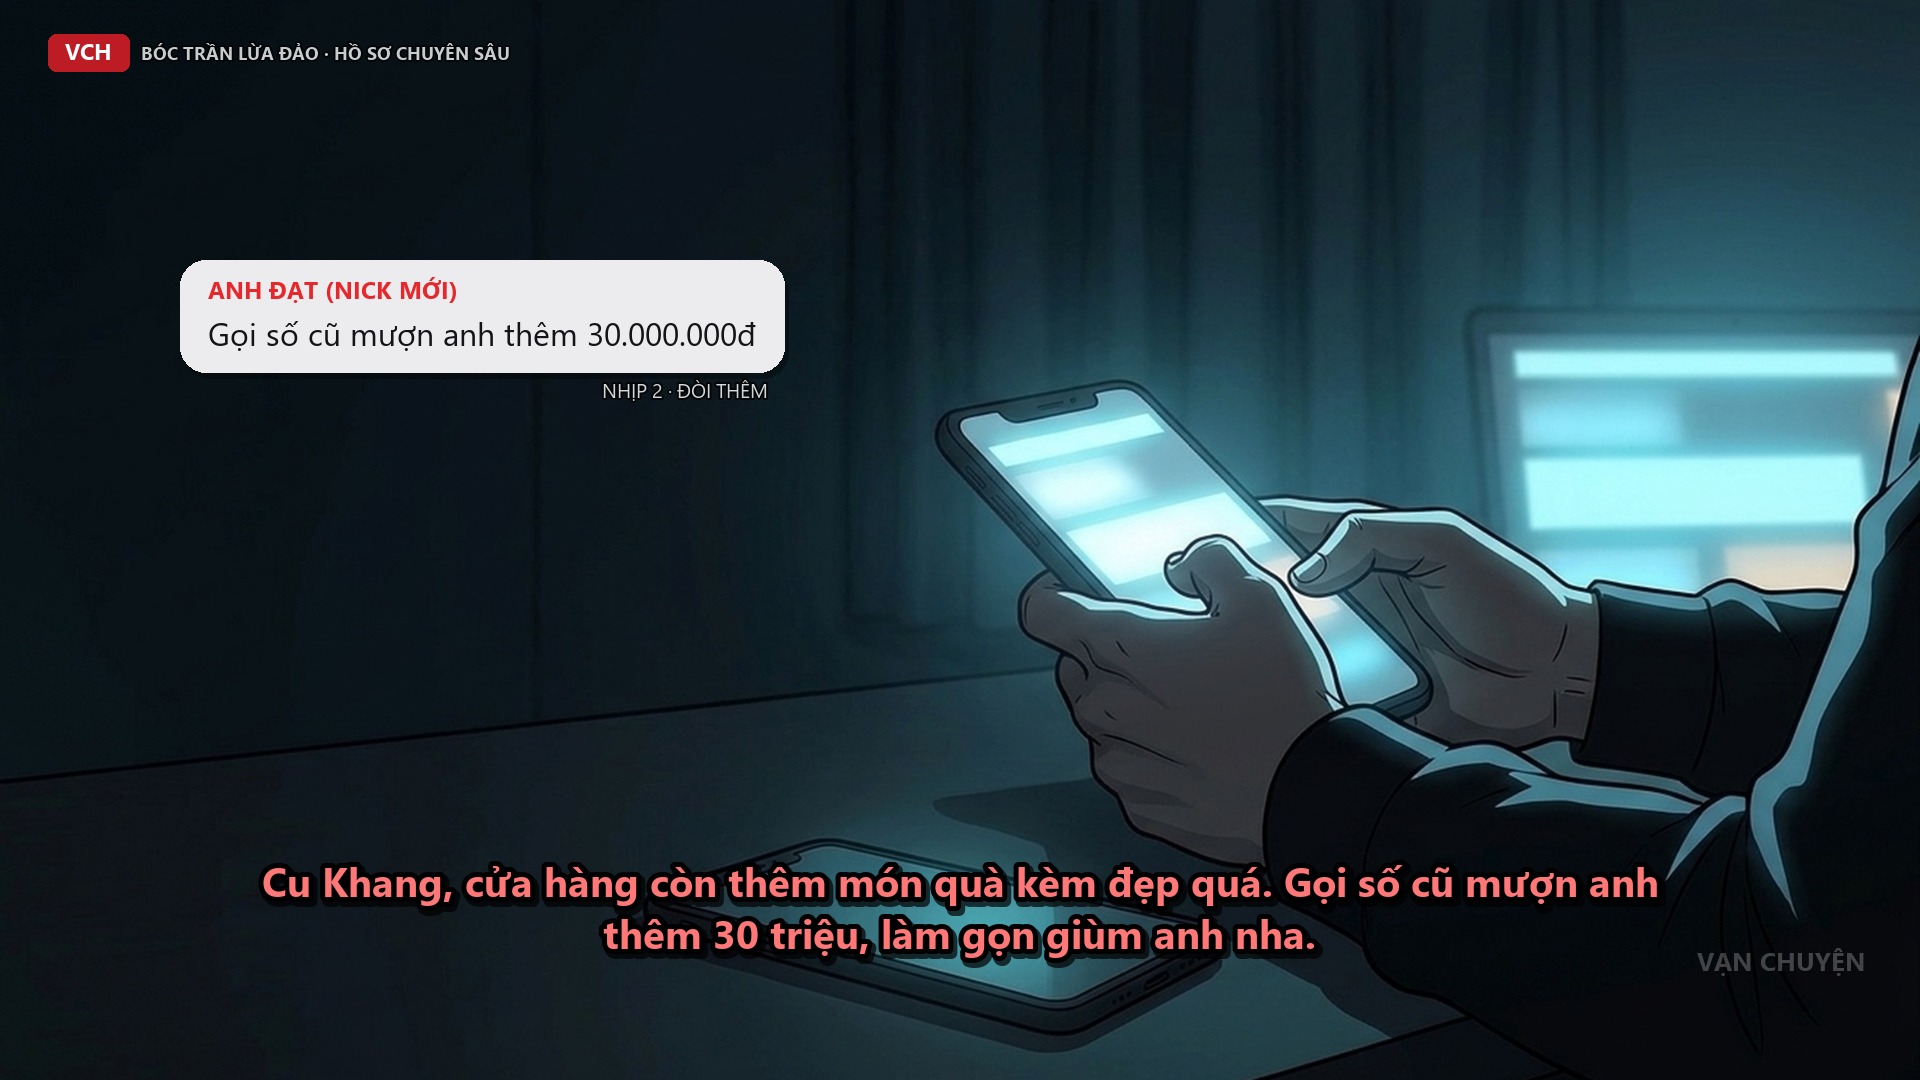 VCH BÓC TRẦN LỪA ĐẢO · HỒ SƠ CHUYÊN SÂU
ANH ĐẠT (NICK MỚI)
Gọi số cũ mượn anh thêm 30.000.000đ
NHỊP 2 · ĐÒI THÊM
Cu Khang, cửa hàng còn thêm món quà kèm đẹp quá. Gọi số cũ mượn anh
thêm 30 triệu, làm gọn giùm anh nha.
VẠN CHUYỆN